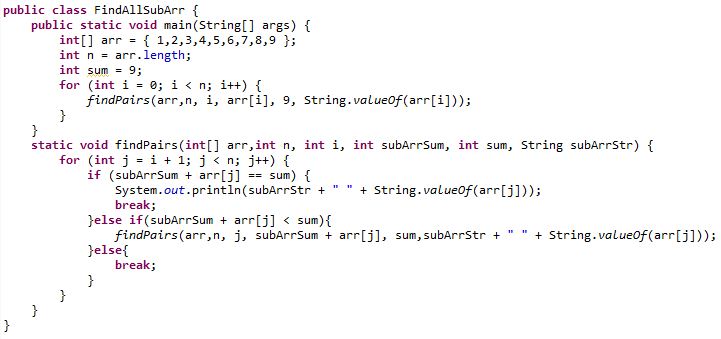 public class FindAllSubArr {
    public static void main(String[] args) {
        int[] arr = { 1,2,3,4,5,6,7,8,9 };
        int n = arr.length;
        int sum = 9;
        for (int i = 0; i < n; i++) {
            findPairs(arr,n, i, arr[i], 9, String.valueOf(arr[i]));
        }
    }
    static void findPairs(int[] arr,int n, int i, int subArrSum, int sum, String subArrStr) {
        for (int j = i + 1; j < n; j++) {
            if (subArrSum + arr[j] == sum) {
                System.out.println(subArrStr + " " + String.valueOf(arr[j]));
                break;
            }else if(subArrSum + arr[j] < sum){
                findPairs(arr,n, j, subArrSum + arr[j], sum,subArrStr + " " + String.valueOf(arr[j]));
            }else{
                break;
            }
        }
    }
}